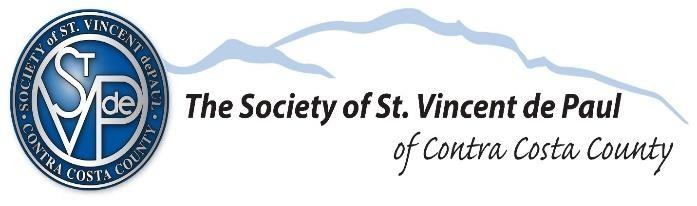 SOCIETY of ST. VINCENT dePAUL
ST
V P de
CONTRA COSTA COUNTY
The Society of St. Vincent de Paul
of Contra Costa County